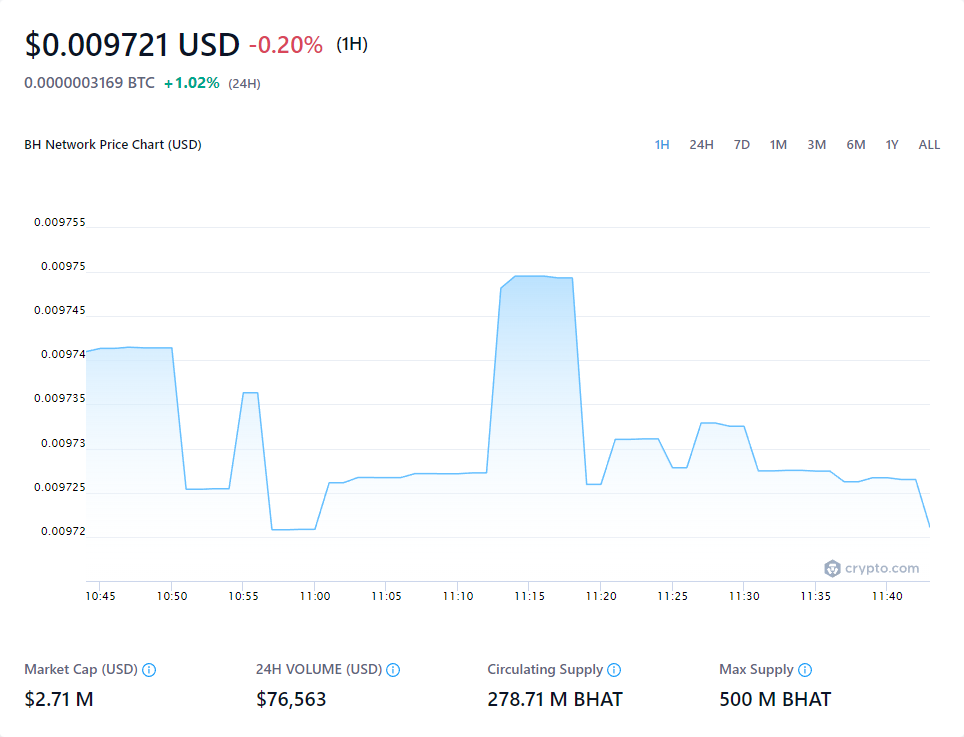 $0.009721 USD -0.20% (1H)
0.0000003169 BTC +1.02% (24H)
BH Network Price Chart (USD)
1H 24H 7D 1M 3M 6M 1Y ALL
0.009755
0.00975
0.009745
0.00974
0.009735
0.00973
0.009725
0.00972
crypto.com
10:45 10:50 10:55 11:00 11:05 11:10 11:15 11:20 11:25 11:30 11:35 11:40
Market Cap (USD) 24H VOLUME (USD) Circulating Supply Max Supply
$2.71 M $76,563 278.71 M BHAT 500 M BHAT